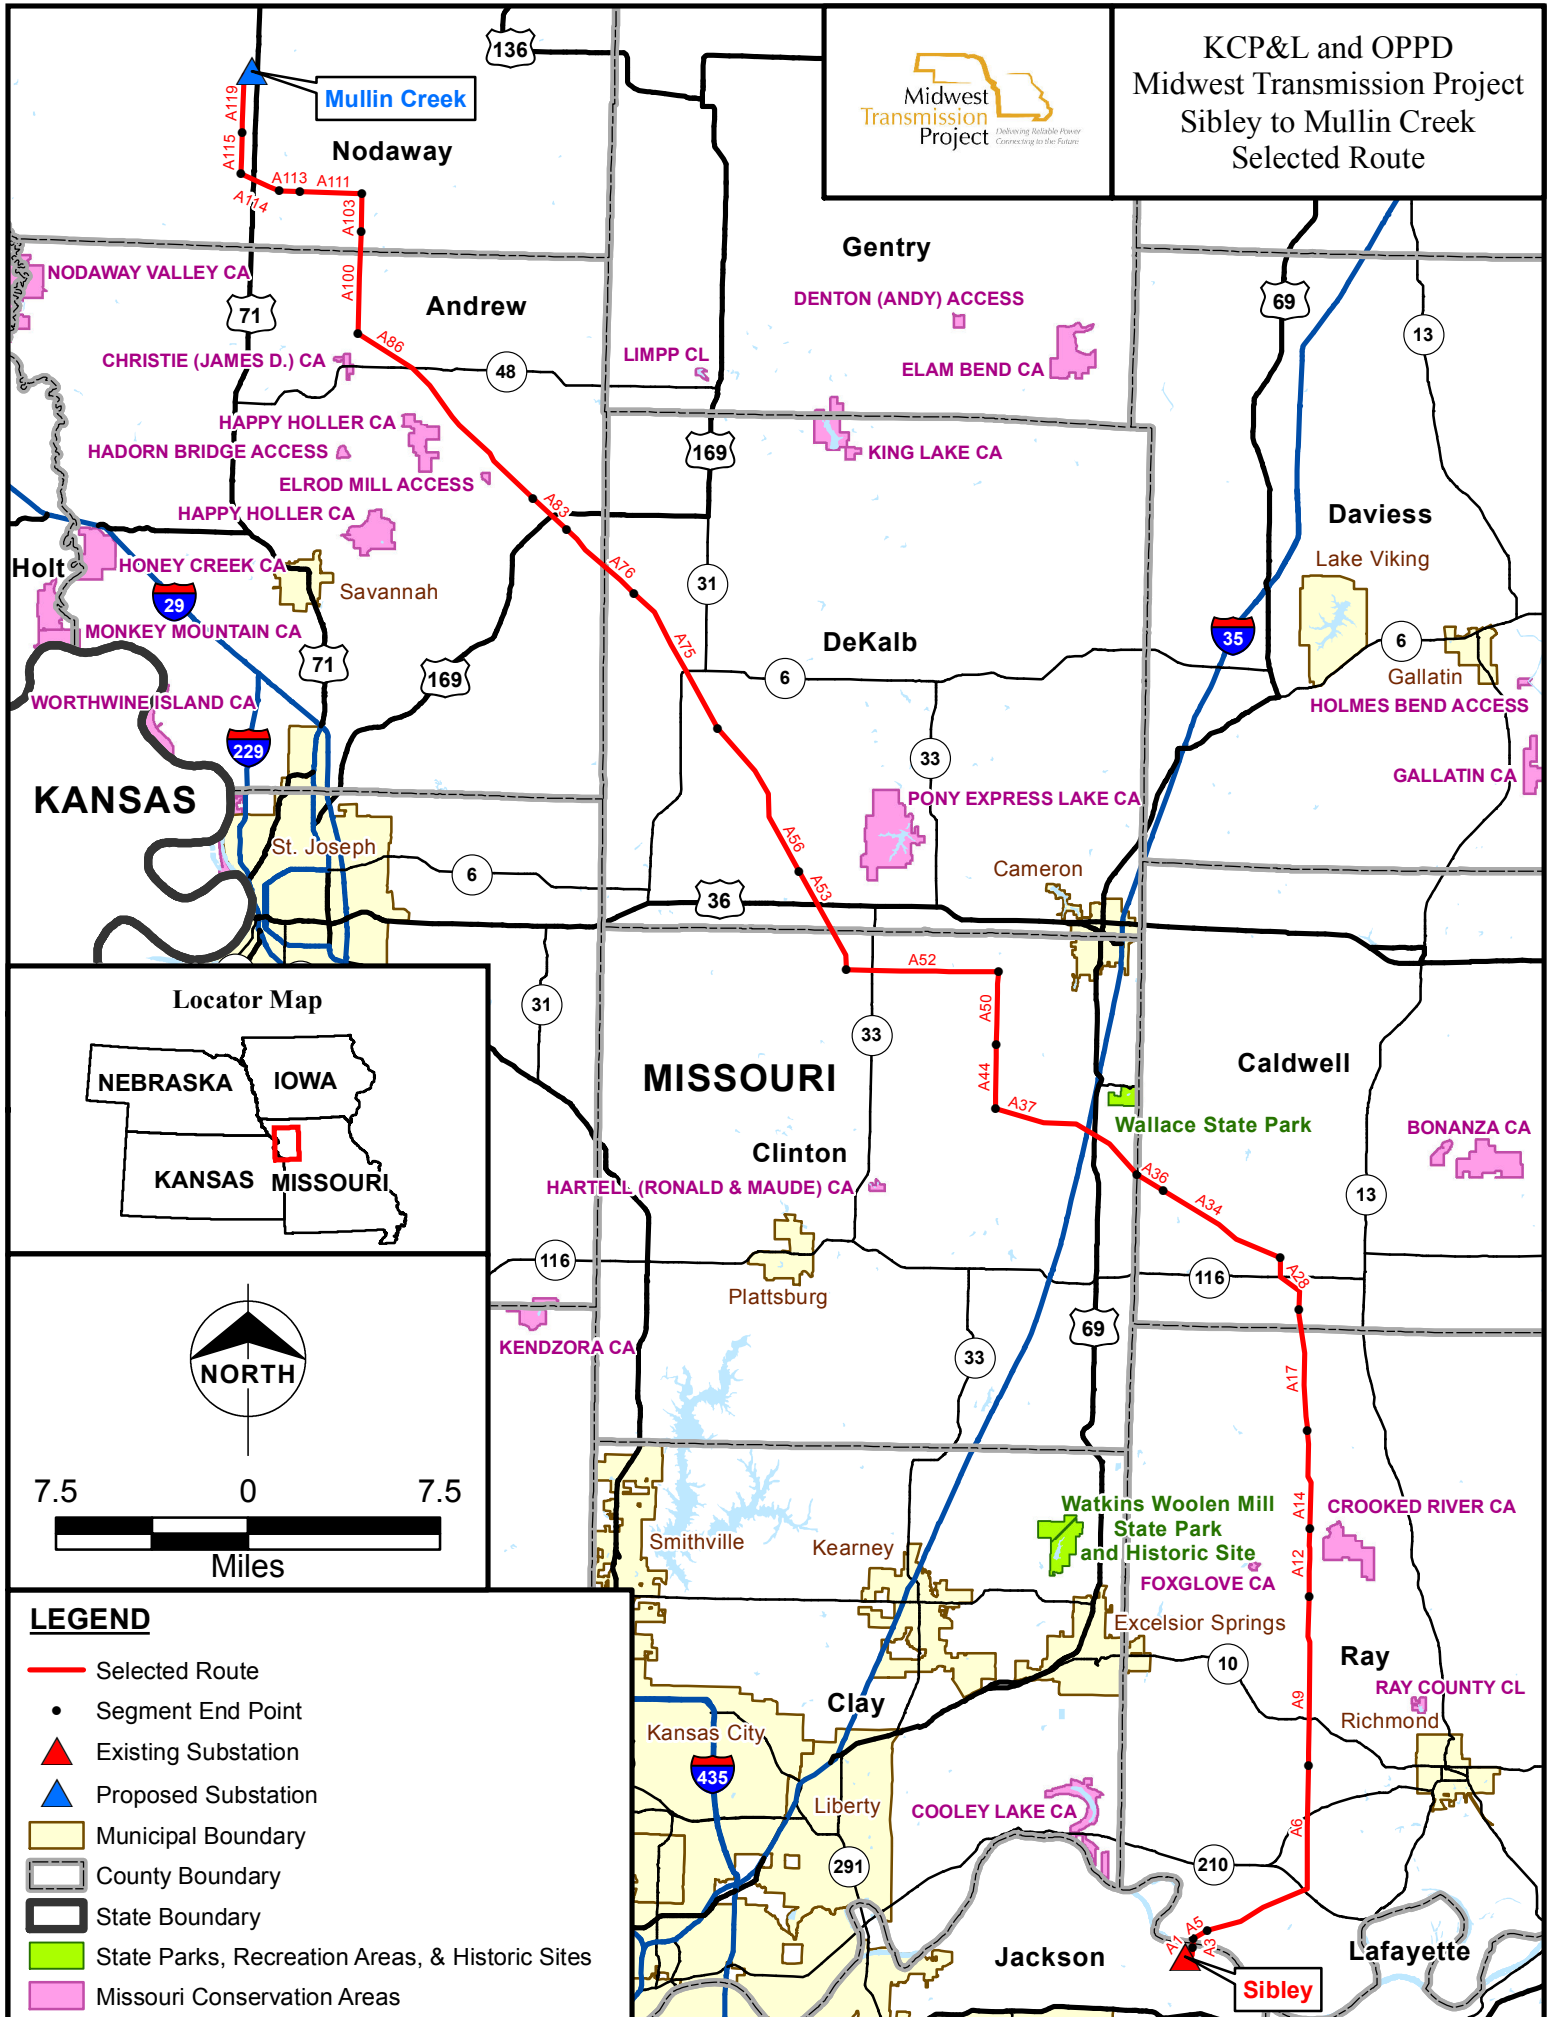 KCP&L and OPPD
Midwest Transmission Project
Sibley to Mullin Creek
Selected Route
Midwest
Transmission
Project
Delivering Reliable Power
Connecting to the Future
136
Mullin Creek
A119
A115
Nodaway
A113
A111
A114
A103
Gentry
NODAWAY VALLEY CA
A100
Andrew
DENTON (ANDY) ACCESS
69
71
13
A86
CHRISTIE (JAMES D.) CA
LIMPP CL
48
ELAM BEND CA
HAPPY HOLLER CA
HADORN BRIDGE ACCESS
169
KING LAKE CA
ELROD MILL ACCESS
A83
HAPPY HOLLER CA
Daviess
Holt
HONEY CREEK CA
Lake Viking
A76
31
29
Savannah
MONKEY MOUNTAIN CA
35
DeKalb
6
A75
71
169
6
Gallatin
WORTHWINE ISLAND CA
HOLMES BEND ACCESS
229
33
GALLATIN CA
KANSAS
PONY EXPRESS LAKE CA
St. Joseph
A56
6
Cameron
A53
36
A52
Locator Map
31
A50
33
NEBRASKA
IOWA
MISSOURI
Caldwell
A44
A37
Wallace State Park
BONANZA CA
KANSAS
MISSOURI
Clinton
A36
HARTELL (RONALD & MAUDE) CA
A34
13
116
A28
116
Plattsburg
69
KENDZORA CA
33
NORTH
A17
7.5
0
7.5
Miles
Watkins Woolen Mill
State Park
and Historic Site
A14
CROOKED RIVER CA
Smithville
Kearney
A12
FOXGLOVE CA
Excelsior Springs
Ray
10
RAY COUNTY CL
A9
Clay
Richmond
Kansas City
435
Liberty
COOLEY LAKE CA
A6
291
210
A5
A1
A3
Jackson
Lafayette
Sibley
LEGEND
Selected Route
Segment End Point
Existing Substation
Proposed Substation
Municipal Boundary
County Boundary
State Boundary
State Parks, Recreation Areas, & Historic Sites
Missouri Conservation Areas